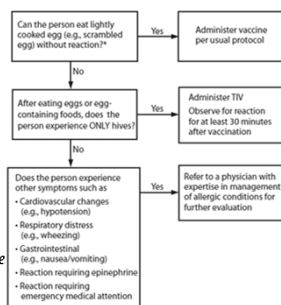 Can the person eat lightly
cooked egg (e.g., scrambled
egg) without reaction?*
Yes
Administer vaccine
per usual protocol
No
After eating eggs or egg-
containing foods, does the
person experience ONLY hives?
Yes
Administer TIV
Observe for reaction
for at least 30 minutes
after vaccination
No
Does the person experience
other symptoms such as
• Cardiovascular changes
(e.g., hypotension)
• Respiratory distress
(e.g., wheezing)
• Gastrointestinal
(e.g., nausea/vomiting)
• Reaction requiring epinephrine
• Reaction requiring
emergency medical attention
Yes
Refer to a physician with
expertise in management
of allergic conditions for
further evaluation
e